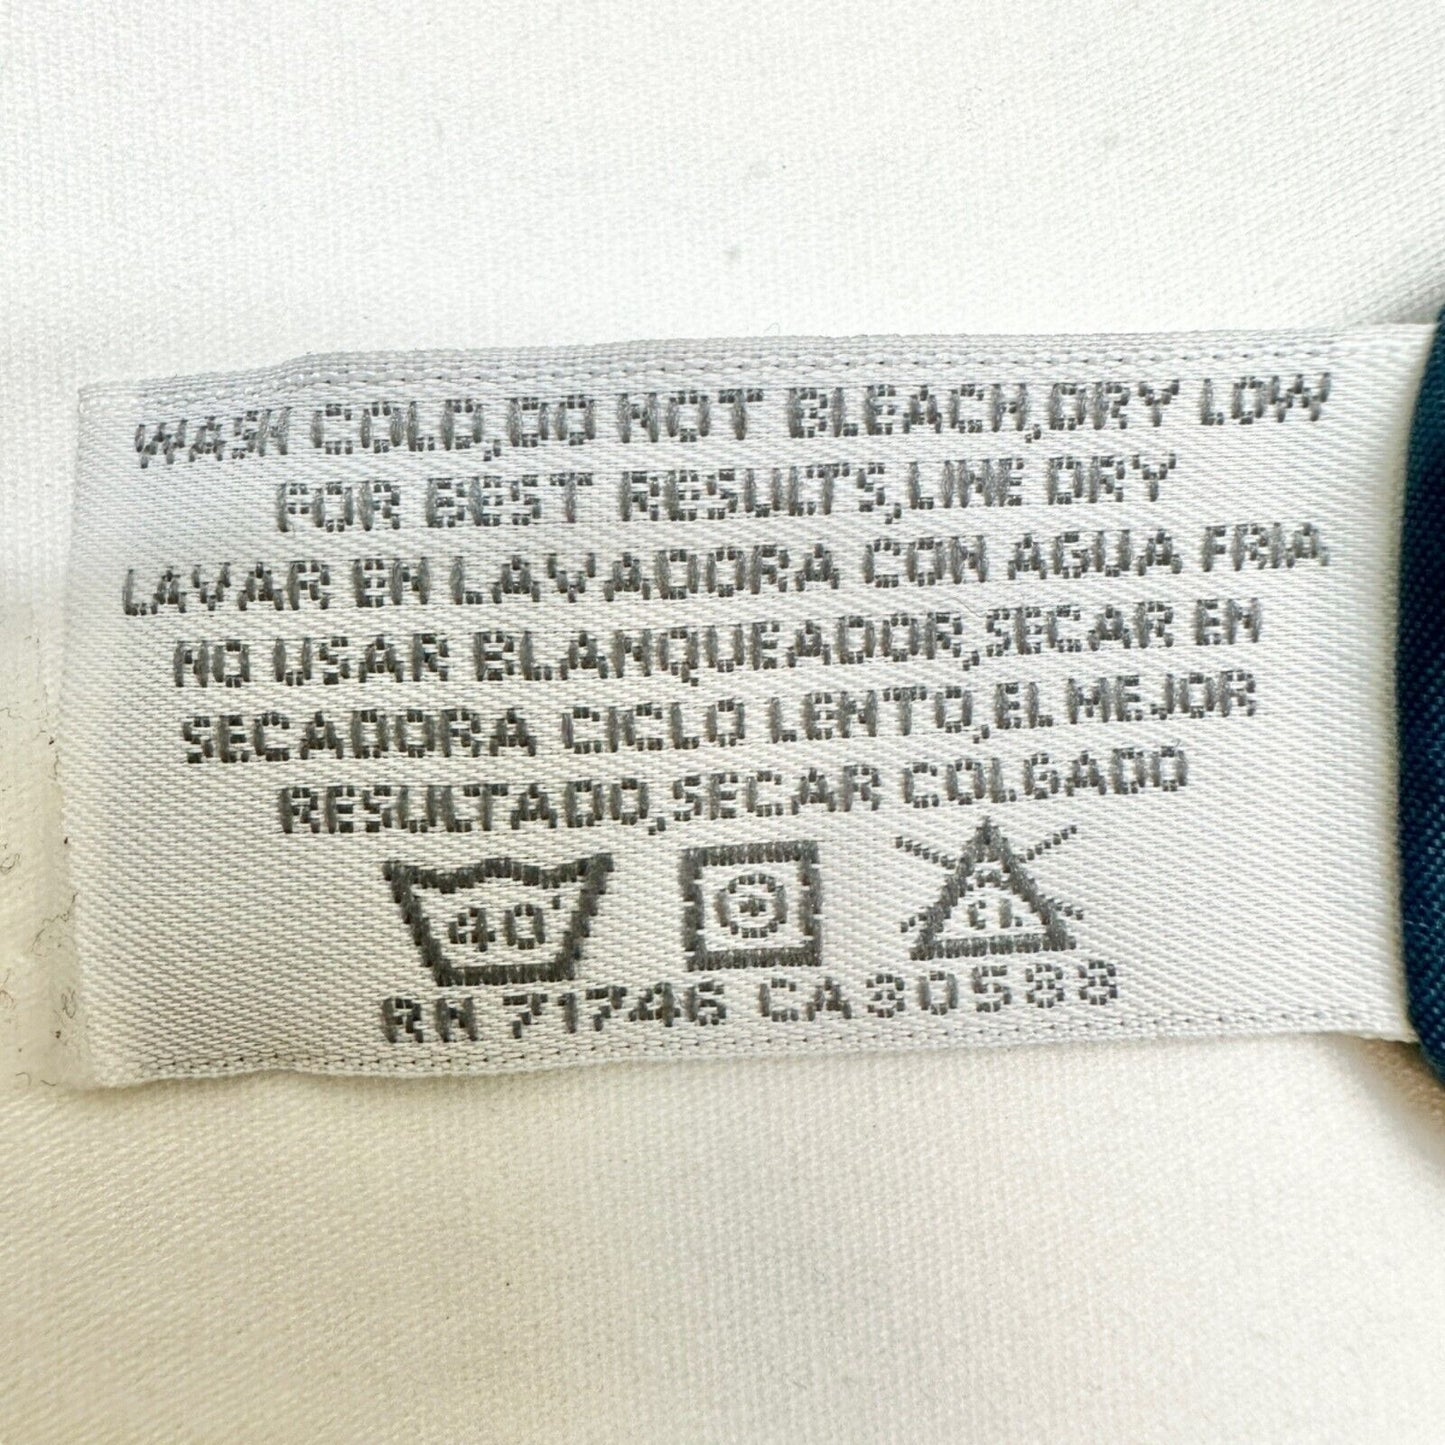 WASH COLD,DO NOT BLEACH,DRY LOW
FOR BEST RESULTS,LINE DRY
LAVAR EN LAVADORA CON AGUA FRIA
NO USAR BLANQUEADOR,SECAR EN
SECADORA CICLO LENTO,EL MEJOR
RESULTADO,SECAR COLGADO
40° CL
RN 71746 CA30588